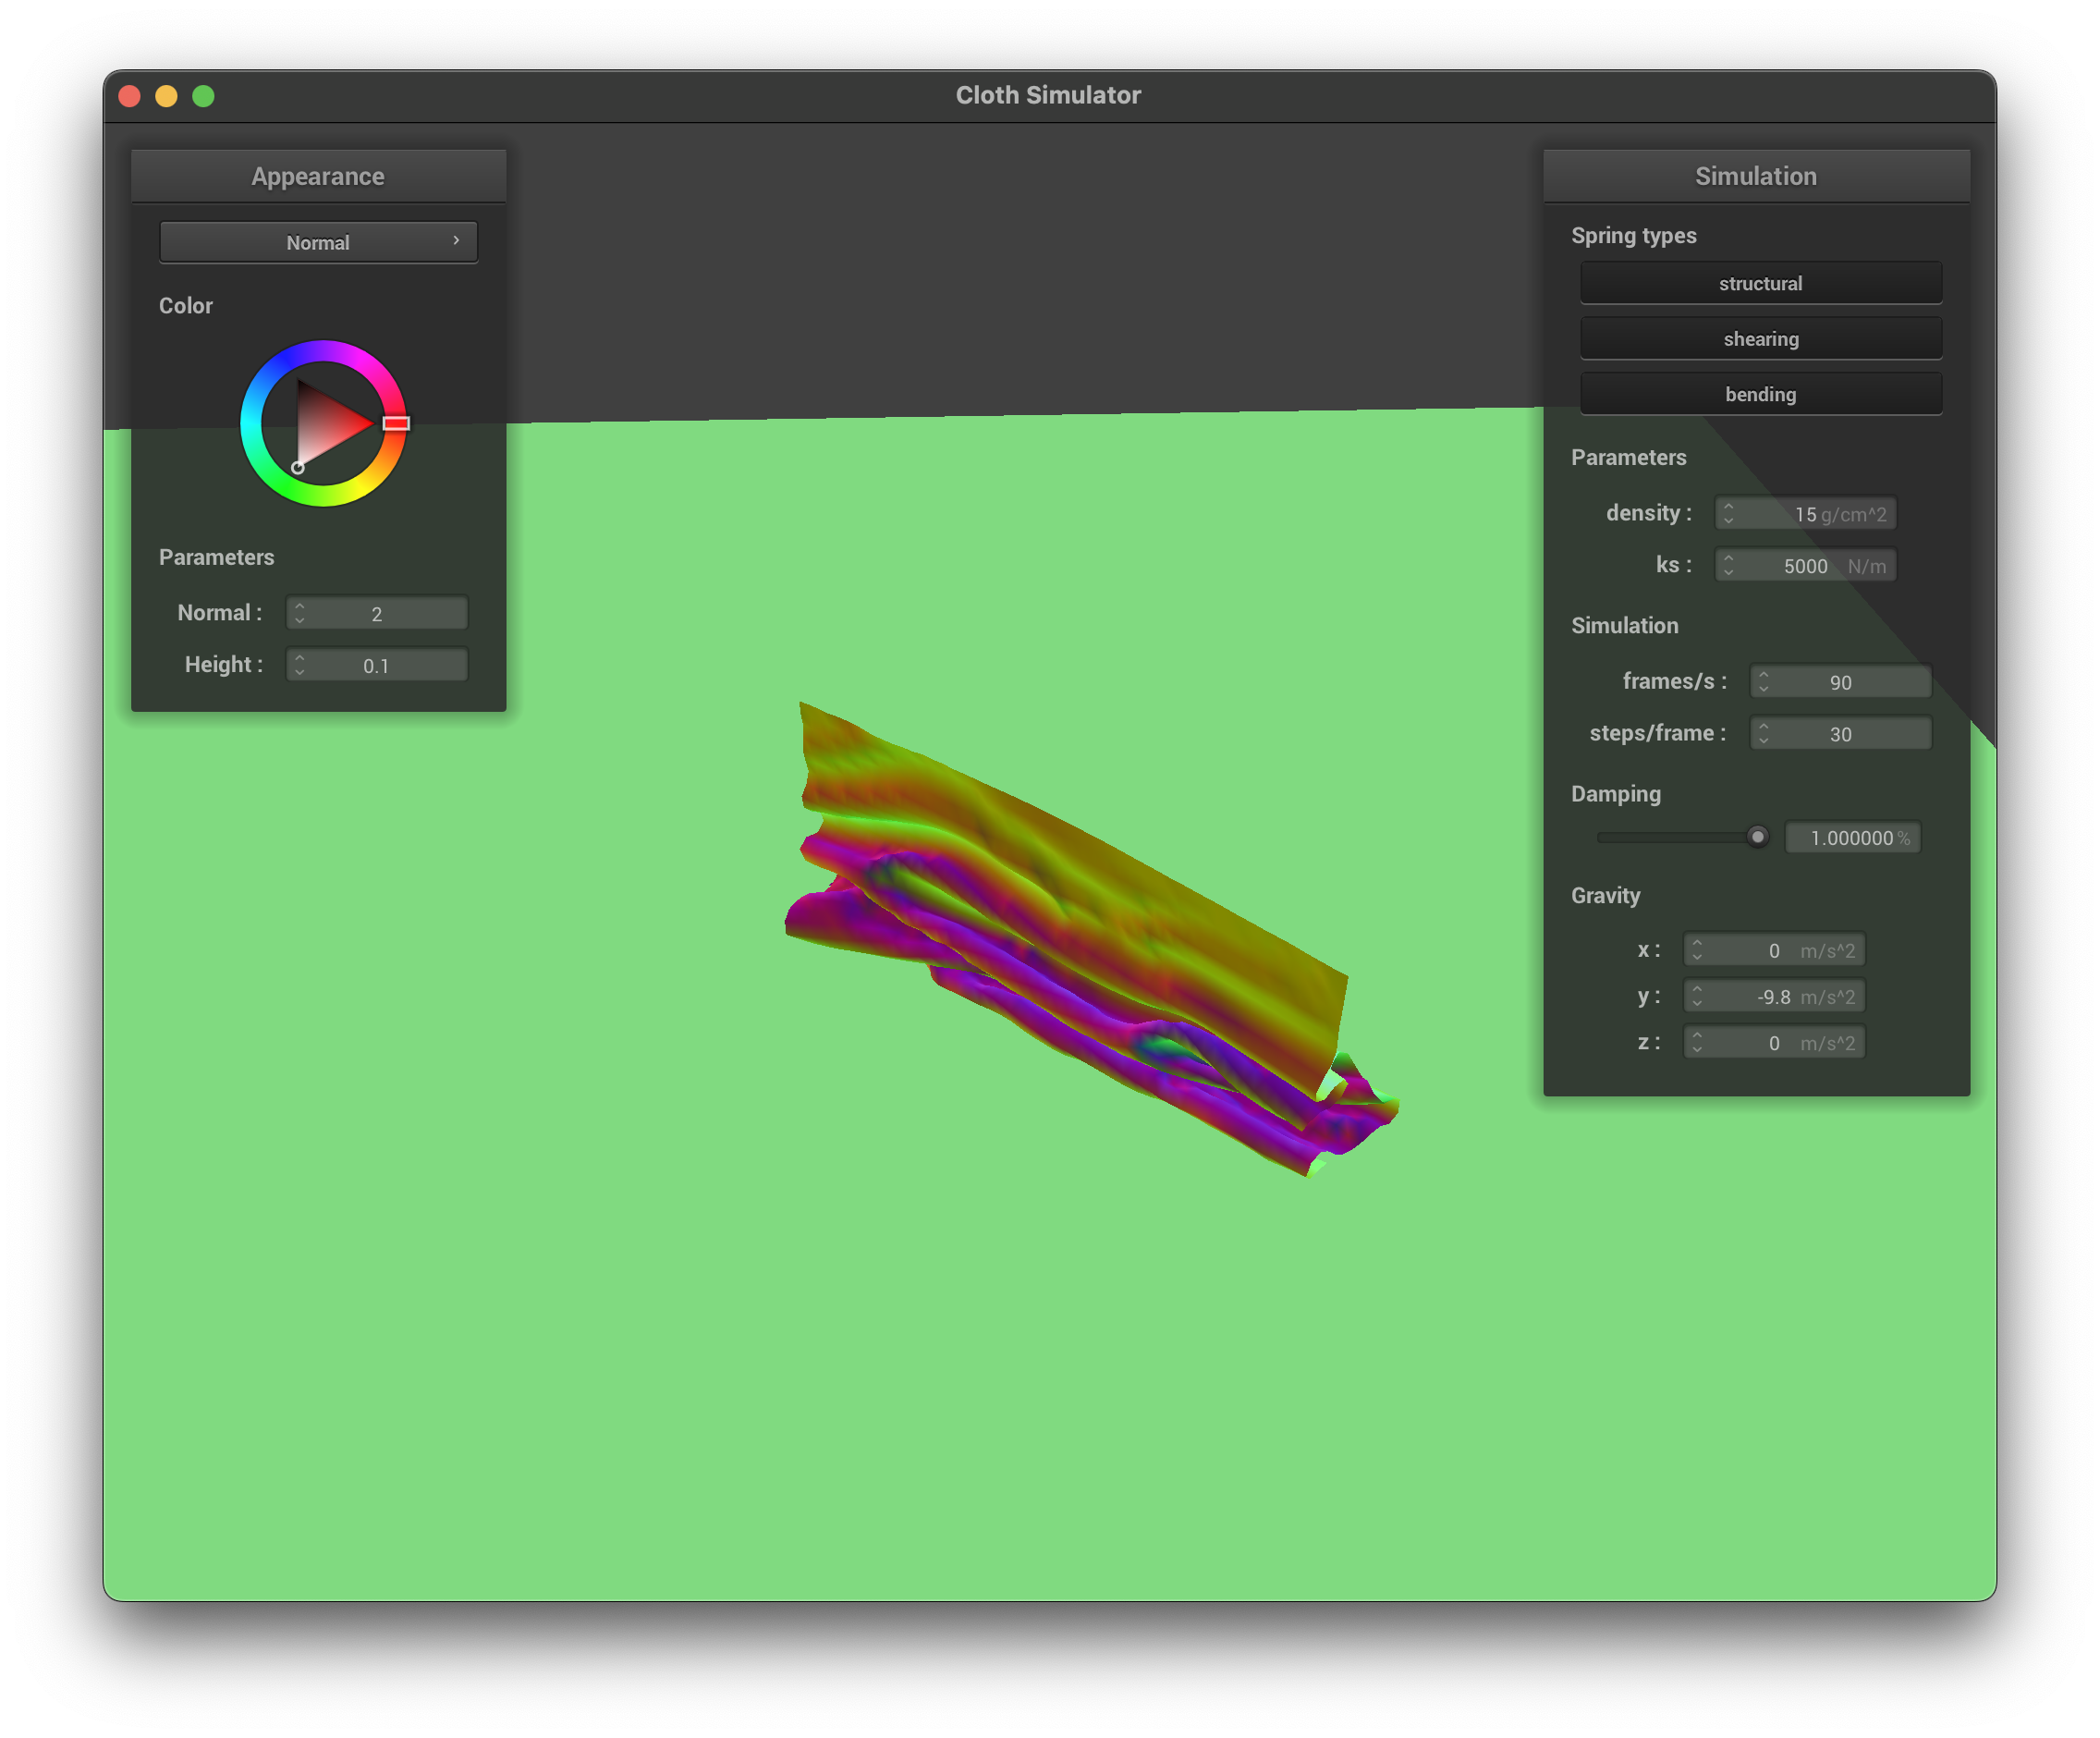 Cloth Simulator
Appearance
Normal
Color
Parameters
Normal : 2
Height : 0.1
Simulation
Spring types
structural
shearing
bending
Parameters
density : 15 g/cm^2
ks : 5000 N/m
Simulation
frames/s : 90
steps/frame : 30
Damping
1.000000 %
Gravity
x : 0 m/s^2
y : -9.8 m/s^2
z : 0 m/s^2